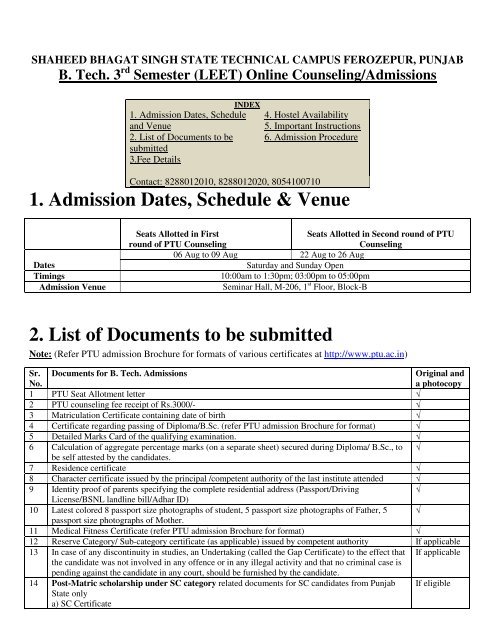 SHAHEED BHAGAT SINGH STATE TECHNICAL CAMPUS FEROZEPUR, PUNJAB
B. Tech. 3rd Semester (LEET) Online Counseling/Admissions
INDEX
1. Admission Dates, Schedule and Venue
2. List of Documents to be submitted
3.Fee Details
4. Hostel Availability
5. Important Instructions
6. Admission Procedure
Contact: 8288012010, 8288012020, 8054100710
1. Admission Dates, Schedule & Venue
Seats Allotted in First round of PTU Counseling
Seats Allotted in Second round of PTU Counseling
Dates
06 Aug to 09 Aug
22 Aug to 26 Aug
Saturday and Sunday Open
Timings
10:00am to 1:30pm; 03:00pm to 05:00pm
Admission Venue
Seminar Hall, M-206, 1st Floor, Block-B
2. List of Documents to be submitted
Note: (Refer PTU admission Brochure for formats of various certificates at http://www.ptu.ac.in)
Sr. No.
Documents for B. Tech. Admissions
Original and a photocopy
1 PTU Seat Allotment letter √
2 PTU counseling fee receipt of Rs.3000/- √
3 Matriculation Certificate containing date of birth √
4 Certificate regarding passing of Diploma/B.Sc. (refer PTU admission Brochure for format) √
5 Detailed Marks Card of the qualifying examination. √
6 Calculation of aggregate percentage marks (on a separate sheet) secured during Diploma/ B.Sc., to √
be self attested by the candidates.
7 Residence certificate √
8 Character certificate issued by the principal /competent authority of the last institute attended √
9 Identity proof of parents specifying the complete residential address (Passport/Driving √
License/BSNL landline bill/Adhar ID)
10 Latest colored 8 passport size photographs of student, 5 passport size photographs of Father, 5 √
passport size photographs of Mother.
11 Medical Fitness Certificate (refer PTU admission Brochure for format) √
12 Reserve Category/ Sub-category certificate (as applicable) issued by competent authority If applicable
13 In case of any discontinuity in studies, an Undertaking (called the Gap Certificate) to the effect that If applicable
the candidate was not involved in any offence or in any illegal activity and that no criminal case is
pending against the candidate in any court, should be furnished by the candidate.
14 Post-Matric scholarship under SC category related documents for SC candidates from Punjab If eligible
State only
a) SC Certificate